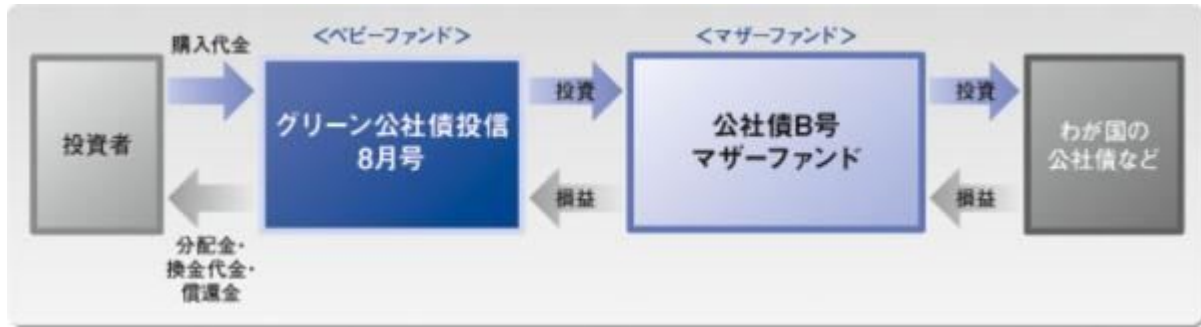 <ベビーファンド>
<マザーファンド>
購入代金
投資者
グリーン公社債投信
8月号
投資
公社債B号
マザーファンド
投資
わが国の
公社債など
損益
損益
分配金・
換金代金・
償還金